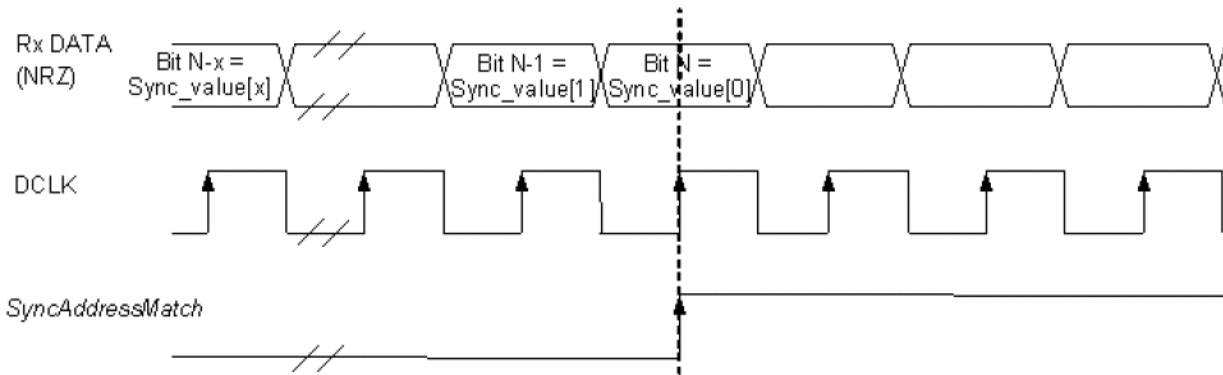 Rx DATA
(NRZ)
Bit N-x =
Sync_value[x]
Bit N-1 =
Sync_value[1]
Bit N =
Sync_value[0]
DCLK
SyncAddressMatch